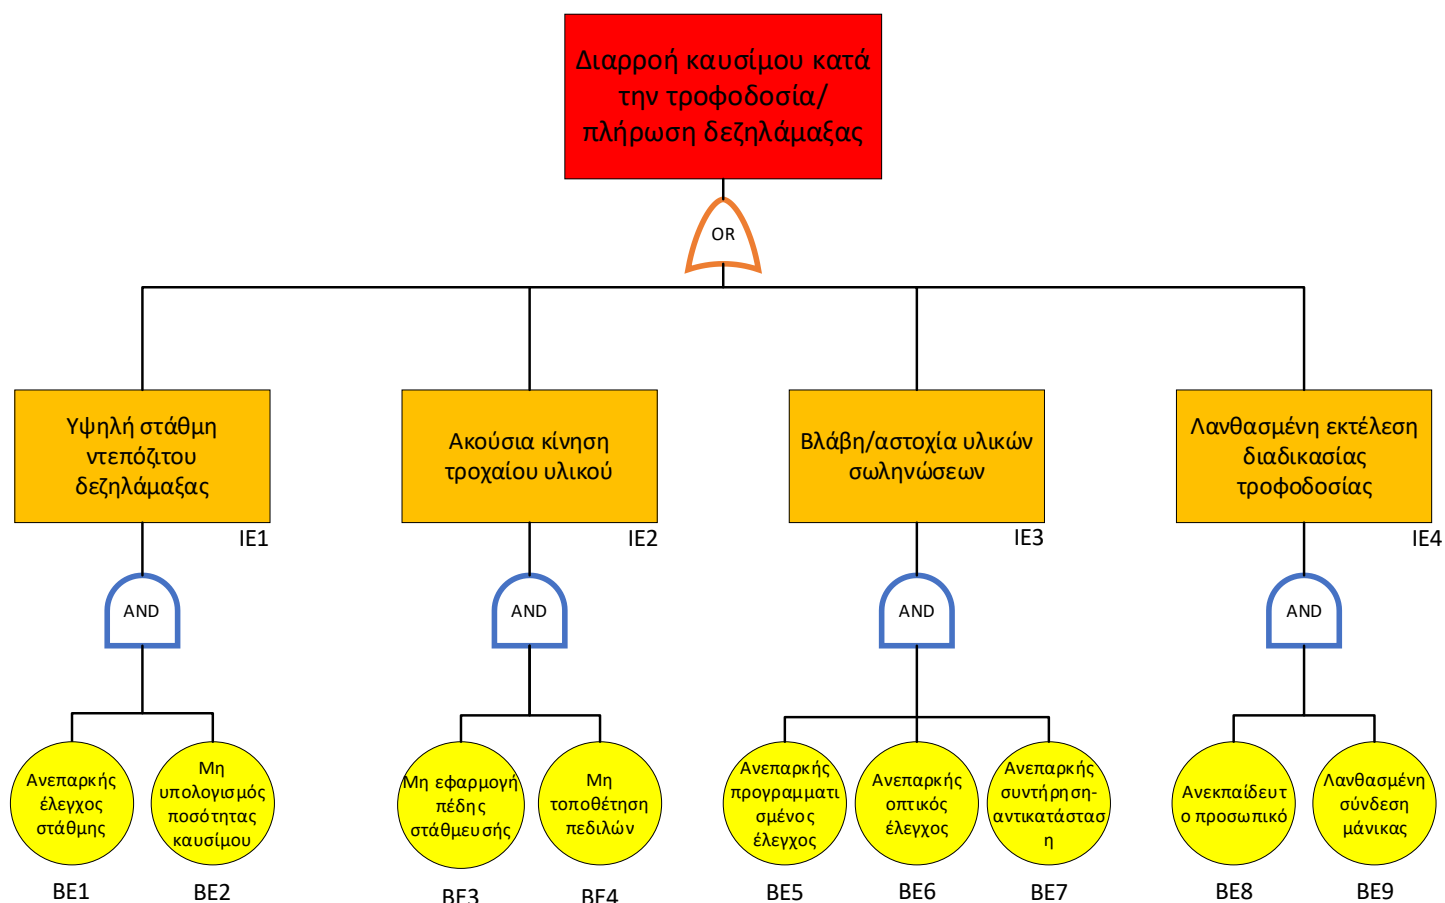 Διαρροή καυσίμου κατά
την τροφοδοσία/
πλήρωση δεζηλάμαξας
OR
Υψηλή στάθμη
ντεπόζιτου
δεζηλάμαξας
IE1
Ακούσια κίνηση
τροχαίου υλικού
IE2
Βλάβη/αστοχία υλικών
σωληνώσεων
IE3
Λανθασμένη εκτέλεση
διαδικασίας
τροφοδοσίας
IE4
AND
AND
AND
AND
Ανεπαρκής
έλεγχος
στάθμης
BE1
Μη
υπολογισμός
ποσότητας
καυσίμου
BE2
Μη εφαρμογή
πέδης
στάθμευσής
BE3
Μη
τοποθέτηση
πεδιλών
BE4
Ανεπαρκής
προγραμματι
σμένος
έλεγχος
BE5
Ανεπαρκής
οπτικός
έλεγχος
BE6
Ανεπαρκής
συντήρηση-
αντικατάστασ
η
BE7
Ανεκπαίδευτ
ο προσωπικό
BE8
Λανθασμένη
σύνδεση
μάνικας
BE9